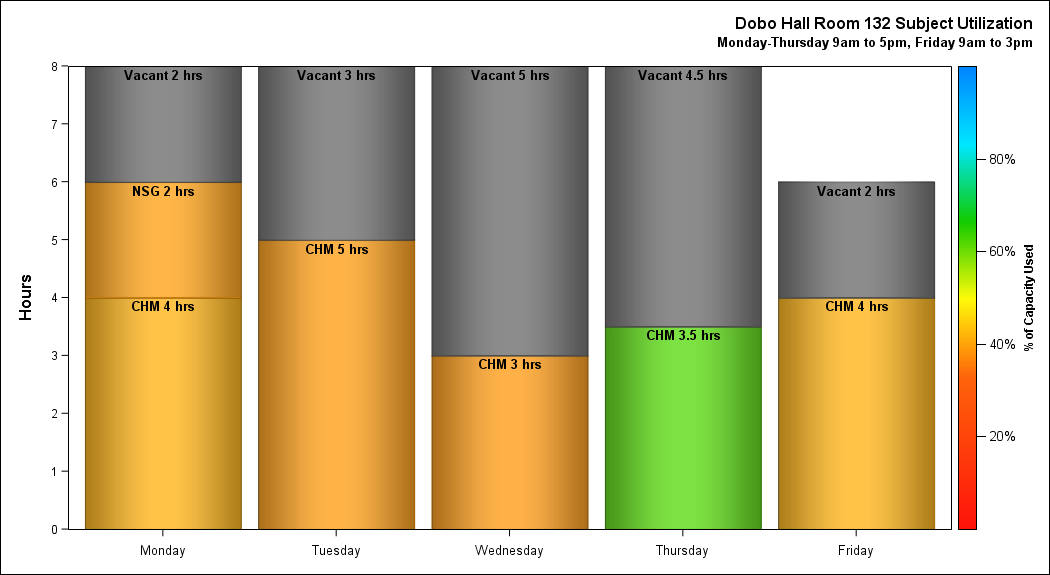 Dobo Hall Room 132 Subject Utilization
Monday-Thursday 9am to 5pm, Friday 9am to 3pm
8
7
6
5
4
3
2
1
0
Hours
Vacant 2 hrs
NSG 2 hrs
CHM 4 hrs
Vacant 3 hrs
CHM 5 hrs
Vacant 5 hrs
CHM 3 hrs
Vacant 4.5 hrs
CHM 3.5 hrs
Vacant 2 hrs
CHM 4 hrs
Monday
Tuesday
Wednesday
Thursday
Friday
80%
60%
40%
20%
% of Capacity Used